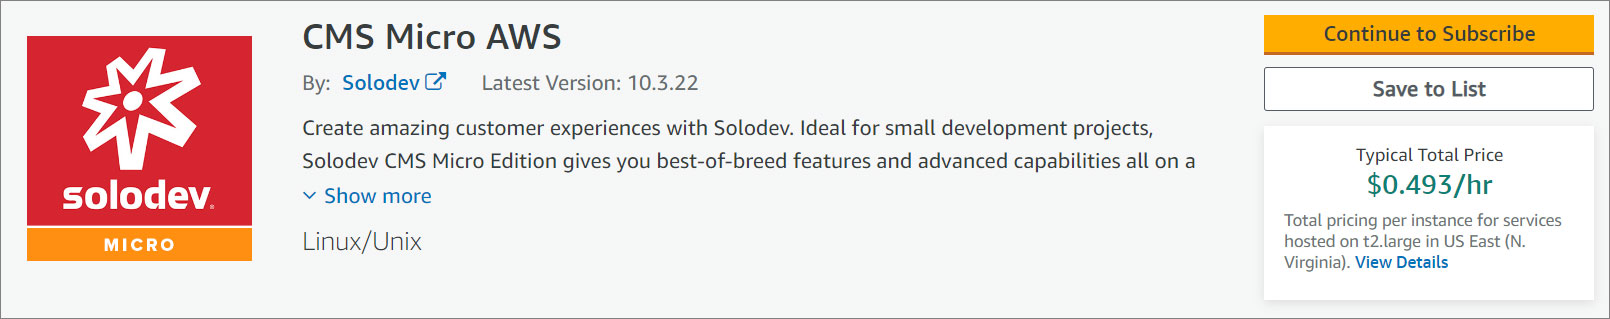 CMS Micro AWS
By: Solodev Latest Version: 10.3.22
Create amazing customer experiences with Solodev. Ideal for small development projects,
Solodev CMS Micro Edition gives you best-of-breed features and advanced capabilities all on a
Show more
Linux/Unix
solodev
MICRO
Continue to Subscribe
Save to List
Typical Total Price
$0.493/hr
Total pricing per instance for services
hosted on t2.large in US East (N.
Virginia). View Details